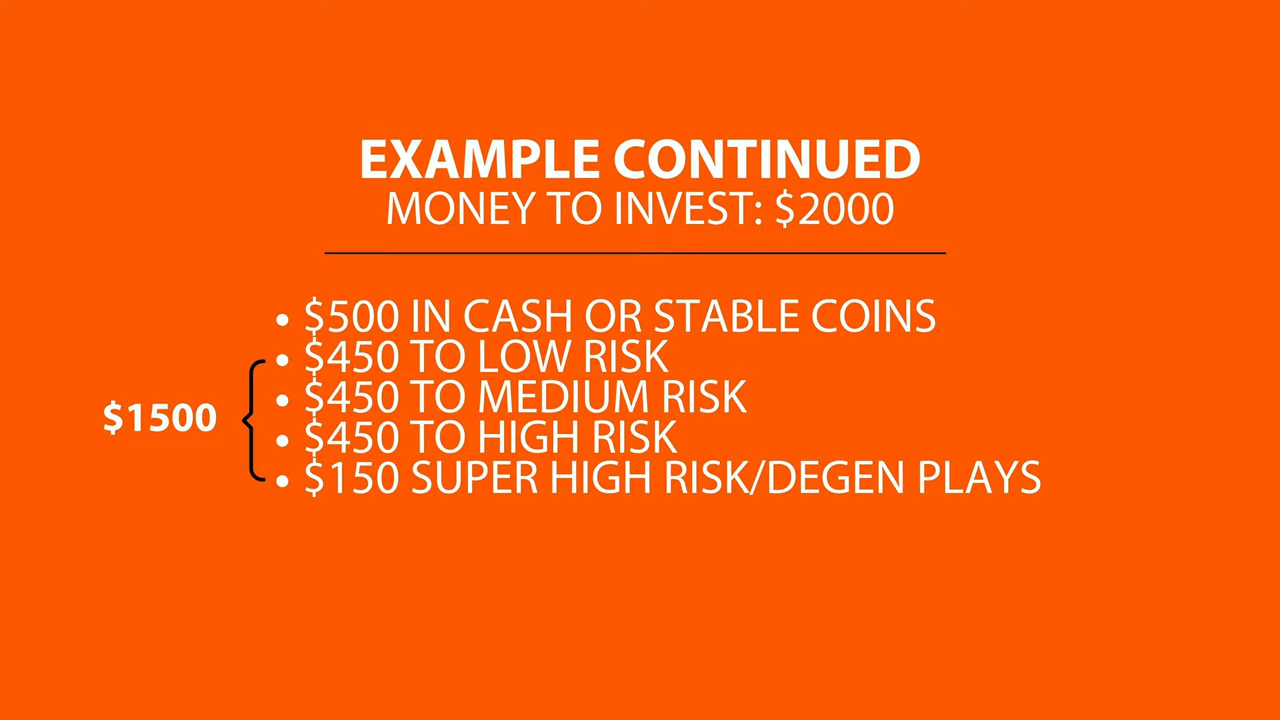 EXAMPLE CONTINUED
MONEY TO INVEST: $2000
• $500 IN CASH OR STABLE COINS
• $450 TO LOW RISK
• $450 TO MEDIUM RISK
• $450 TO HIGH RISK
• $150 SUPER HIGH RISK/DEGEN PLAYS
$1500